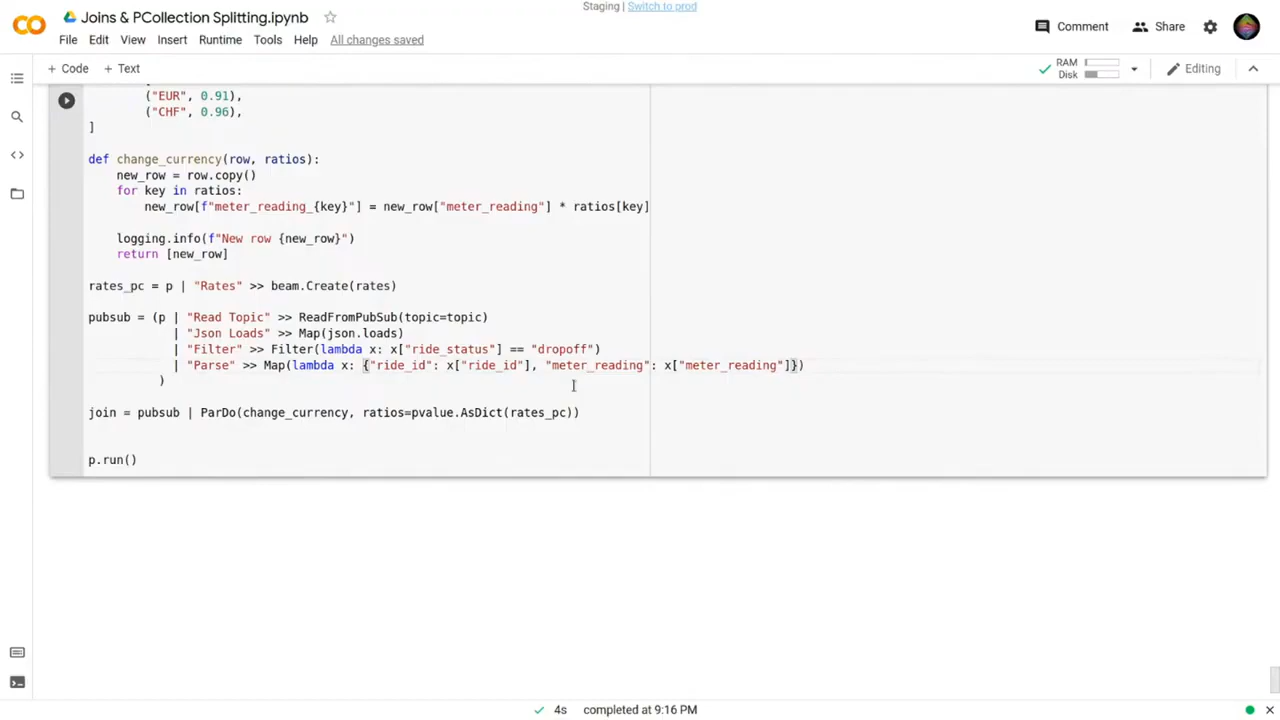 Staging | Switch to prod
Joins & PCollection Splitting.ipynb
Comment
Share
File Edit View Insert Runtime Tools Help All changes saved
+ Code + Text
RAM
Disk
Editing
("EUR", 0.91),
("CHF", 0.96),
]
def change_currency(row, ratios):
new_row = row.copy()
for key in ratios:
new_row[f"meter_reading_{key}"] = new_row["meter_reading"] * ratios[key]
logging.info(f"New row {new_row}")
return [new_row]
rates_pc = p | "Rates" >> beam.Create(rates)
pubsub = (p | "Read Topic" >> ReadFromPubSub(topic=topic)
| "Json Loads" >> Map(json.loads)
| "Filter" >> Filter(lambda x: x["ride_status"] == "dropoff")
| "Parse" >> Map(lambda x: {"ride_id": x["ride_id"], "meter_reading": x["meter_reading"]})
)
join = pubsub | ParDo(change_currency, ratios=pvalue.AsDict(rates_pc))
p.run()
4s completed at 9:16 PM